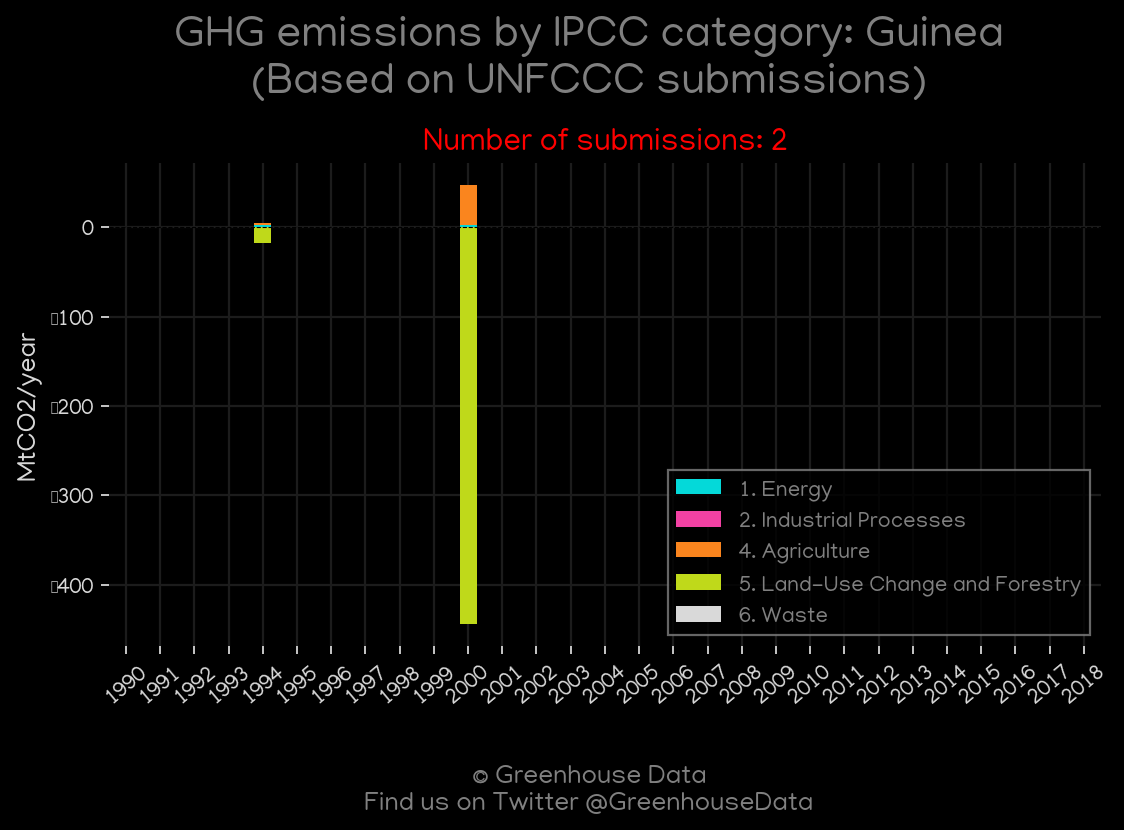 GHG emissions by IPCC category: Guinea
(Based on UNFCCC submissions)
Number of submissions: 2
MtCO2/year
0
▯100
▯200
▯300
▯400
1. Energy
2. Industrial Processes
4. Agriculture
5. Land-Use Change and Forestry
6. Waste
1990 1991 1992 1993 1994 1995 1996 1997 1998 1999 2000 2001 2002 2003 2004 2005 2006 2007 2008 2009 2010 2011 2012 2013 2014 2015 2016 2017 2018
© Greenhouse Data
Find us on Twitter @GreenhouseData